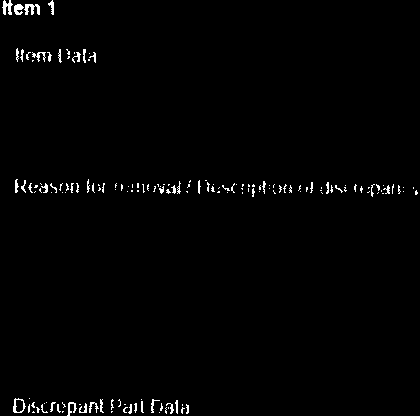 Item 1
Item Data
Reason for removal / Description of discrepancy
Discrepant Part Data